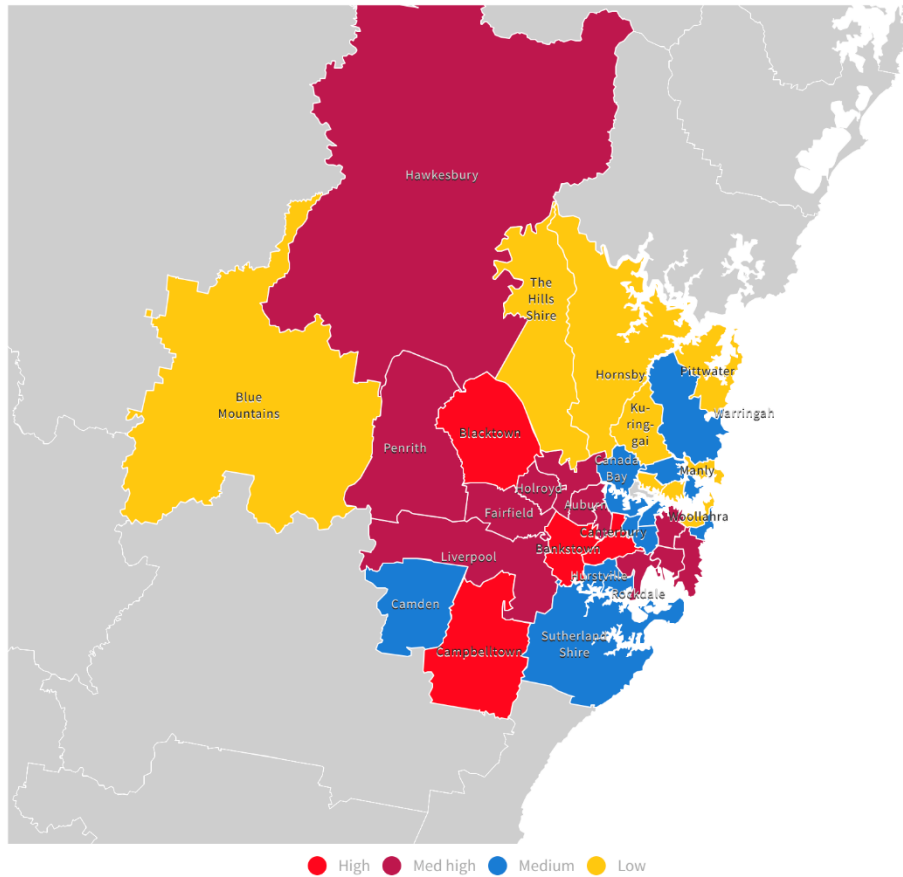 Hawkesbury
The
Hills
Shire
Hornsby
Pittwater
Blue
Mountains
Ku-
ring-
gai
Warringah
Blacktown
Penrith
Canada
Bay
Manly
Holroyd
Auburn
Fairfield
Woollahra
Canterbury
Bankstown
Liverpool
Hurstville
Rockdale
Camden
Sutherland
Shire
Campbelltown
High
Med high
Medium
Low